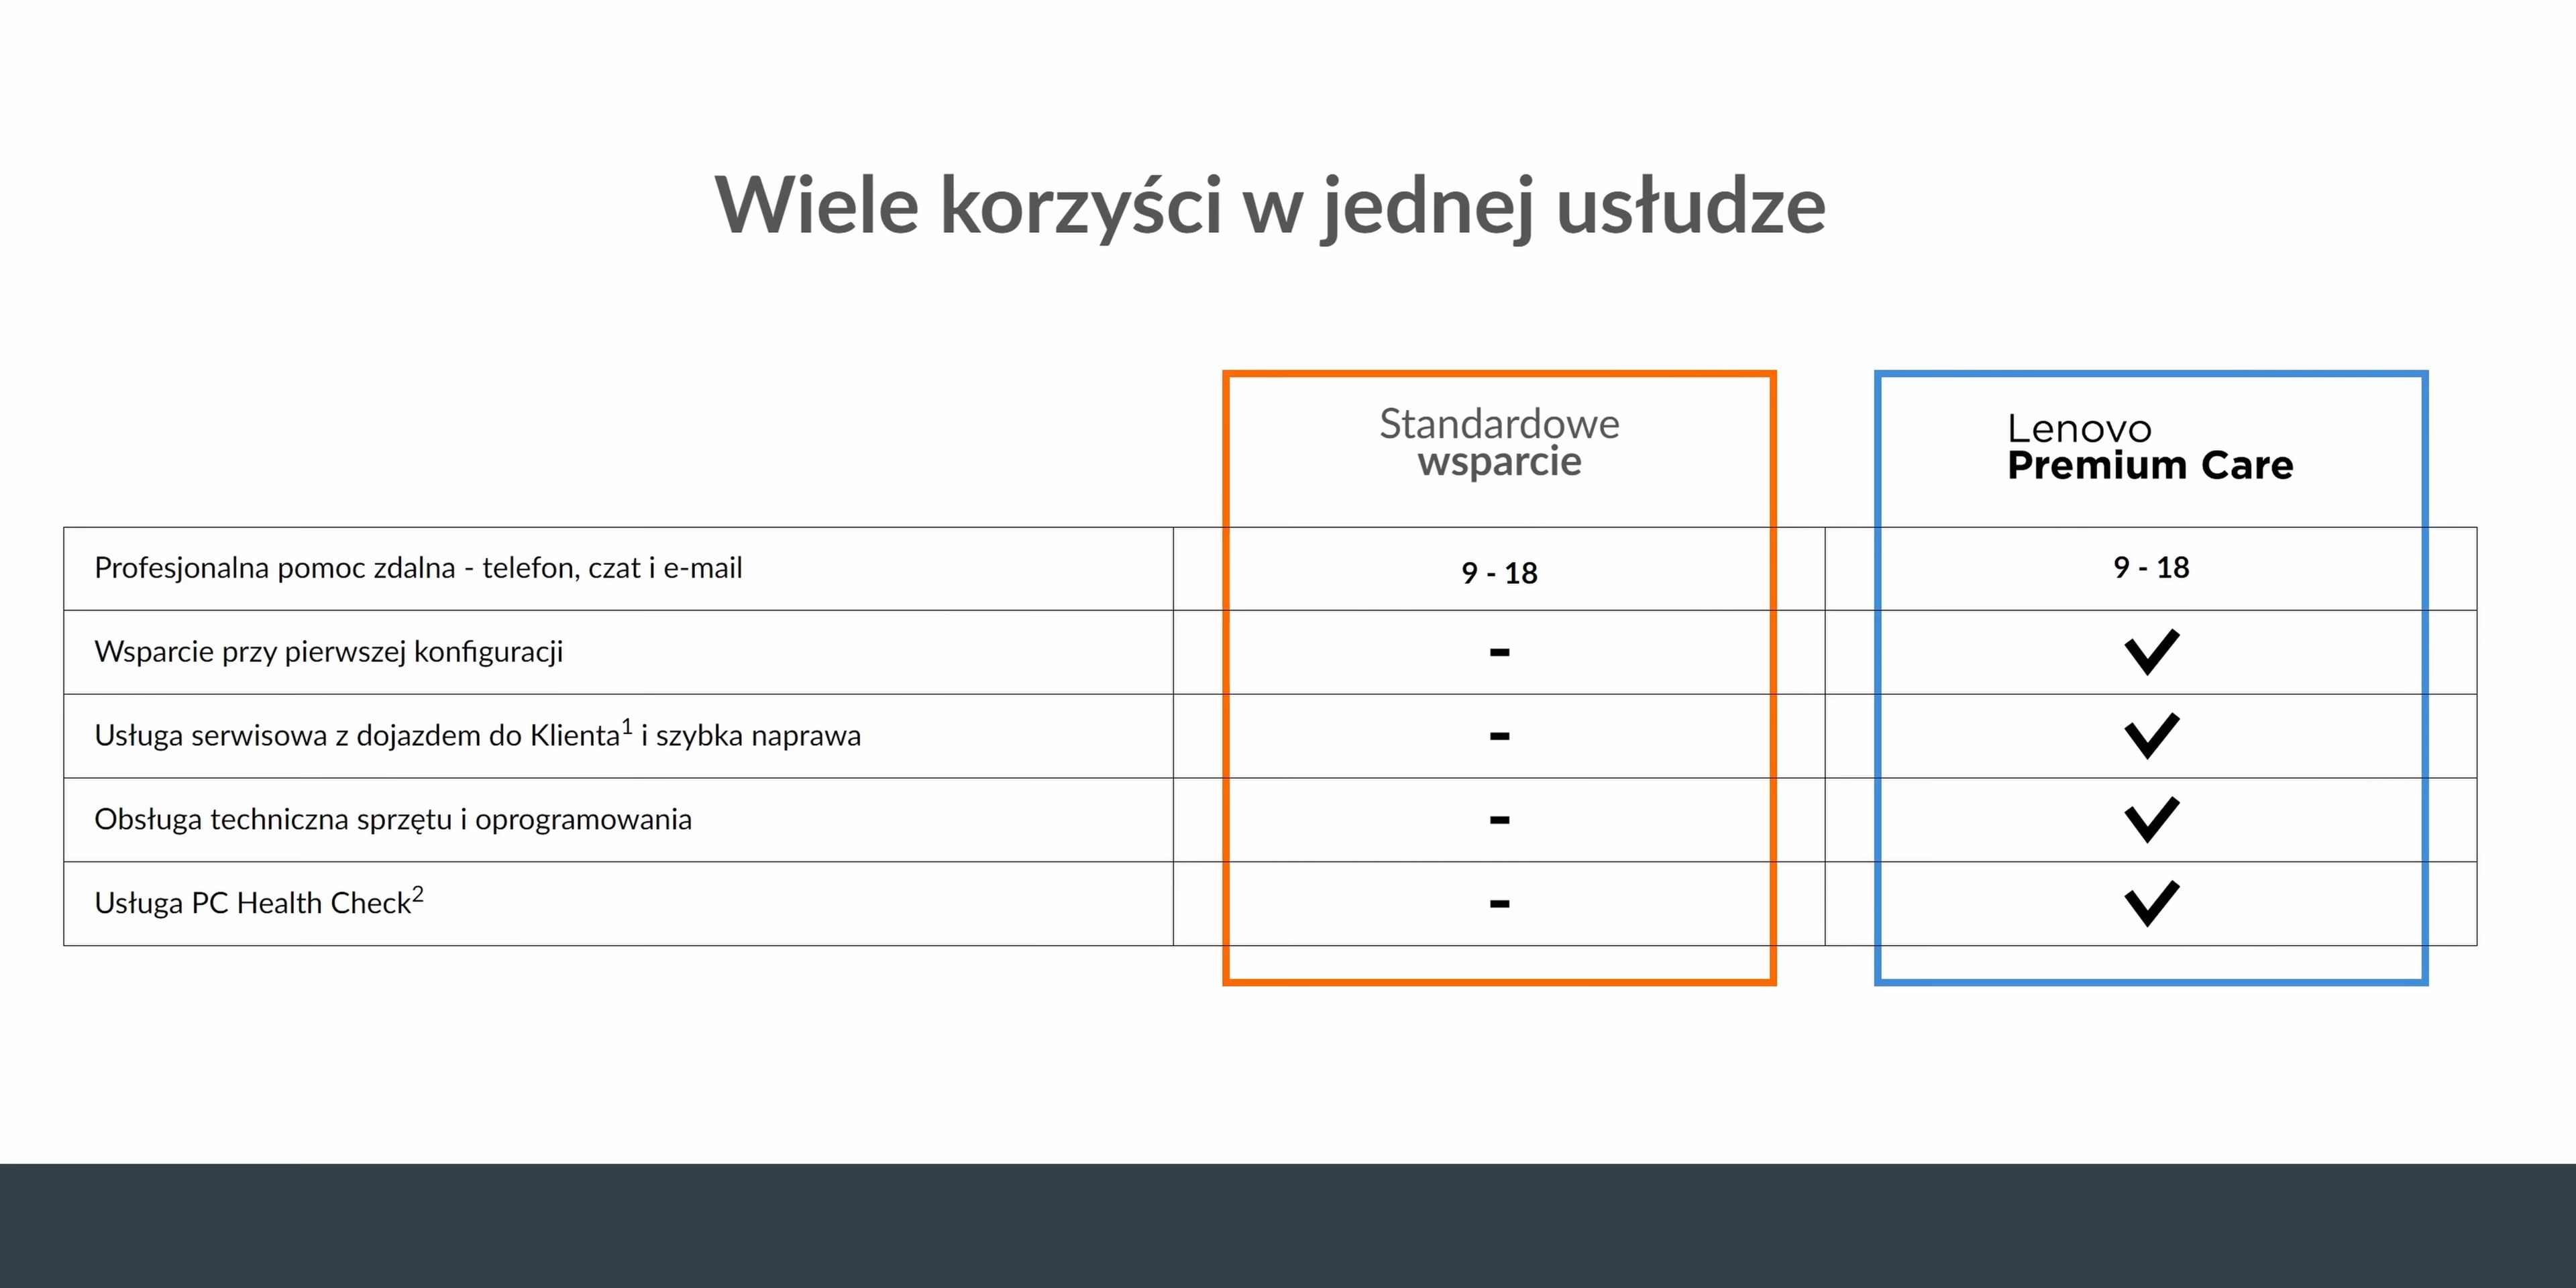 Wiele korzyści w jednej usłudze
Standardowe
wsparcie
Lenovo
Premium Care
Profesjonalna pomoc zdalna - telefon, czat i e-mail
9 - 18
9 - 18
Wsparcie przy pierwszej konfiguracji
-
✓
Usługa serwisowa z dojazdem do Klienta¹ i szybka naprawa
-
✓
Obsługa techniczna sprzętu i oprogramowania
-
✓
Usługa PC Health Check²
-
✓